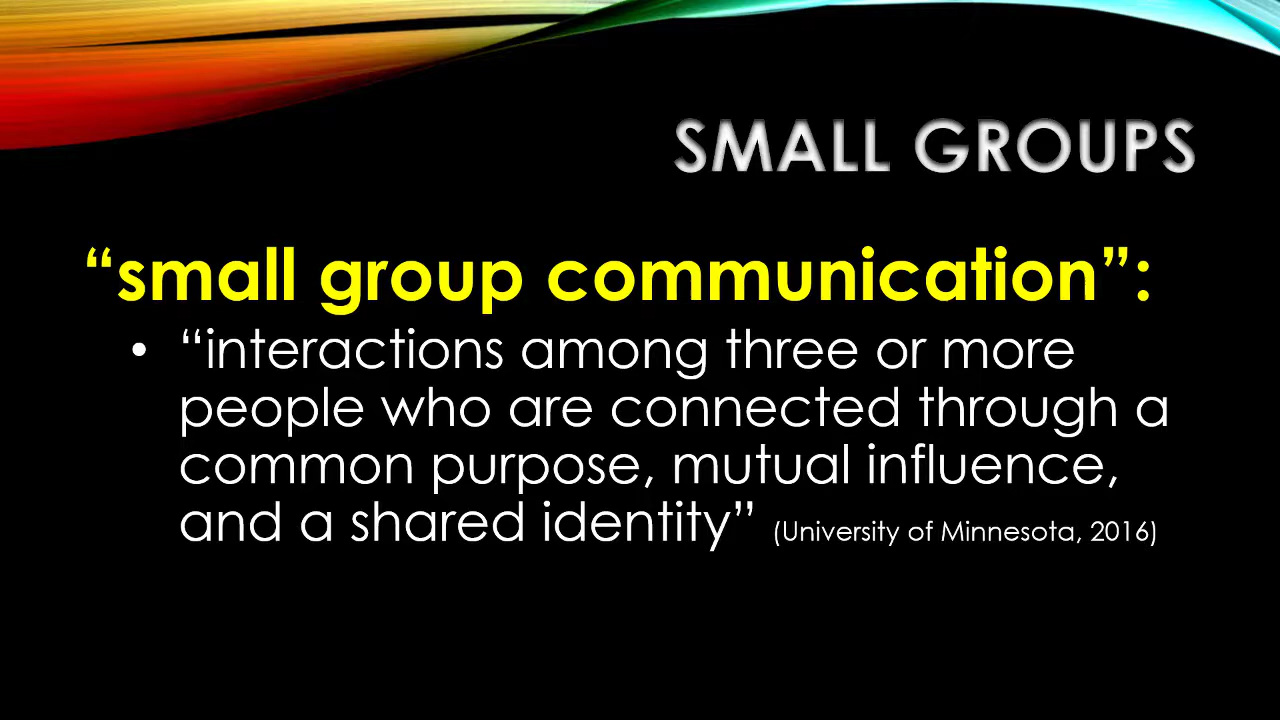 SMALL GROUPS
“small group communication”:
• “interactions among three or more
people who are connected through a
common purpose, mutual influence,
and a shared identity” (University of Minnesota, 2016)